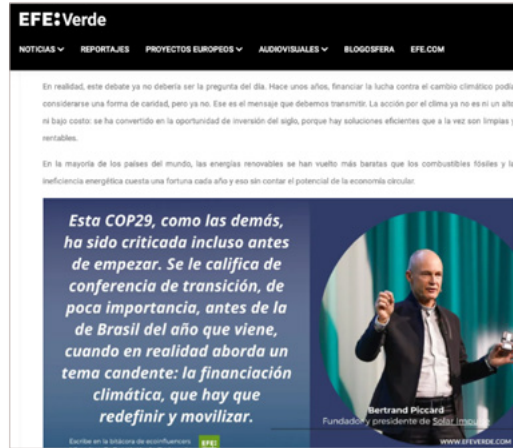 EFE:Verde
NOTICIAS REPORTAJES PROYECTOS EUROPEOS AUDIOVISUALES BLOGOSFERA EFE.COM
En realidad, este debate ya no debería ser la pregunta del día. Hace unos años, financiar la lucha contra el cambio climático podía
considerarse una forma de caridad, pero ya no. Ese es el mensaje que debemos transmitir. La acción por el clima ya no es ni un alto
ni bajo costo: se ha convertido en la oportunidad de inversión del siglo, porque hay soluciones eficientes que a la vez son limpias y
rentables.
En la mayoría de los países del mundo, las energías renovables se han vuelto más baratas que los combustibles fósiles y la
ineficiencia energética cuesta una fortuna cada año y eso sin contar el potencial de la economía circular.
Esta COP29, como las demás,
ha sido criticada incluso antes
de empezar. Se le califica de
conferencia de transición, de
poca importancia, antes de la
de Brasil del año que viene,
cuando en realidad aborda un
tema candente: la financiación
climática, que hay que
redefinir y movilizar.
Bertrand Piccard
Fundador y presidente de Solar Impulse
Escribe en la bitácora de ecoinfluencers EFE:
WWW.EFEVERDE.COM